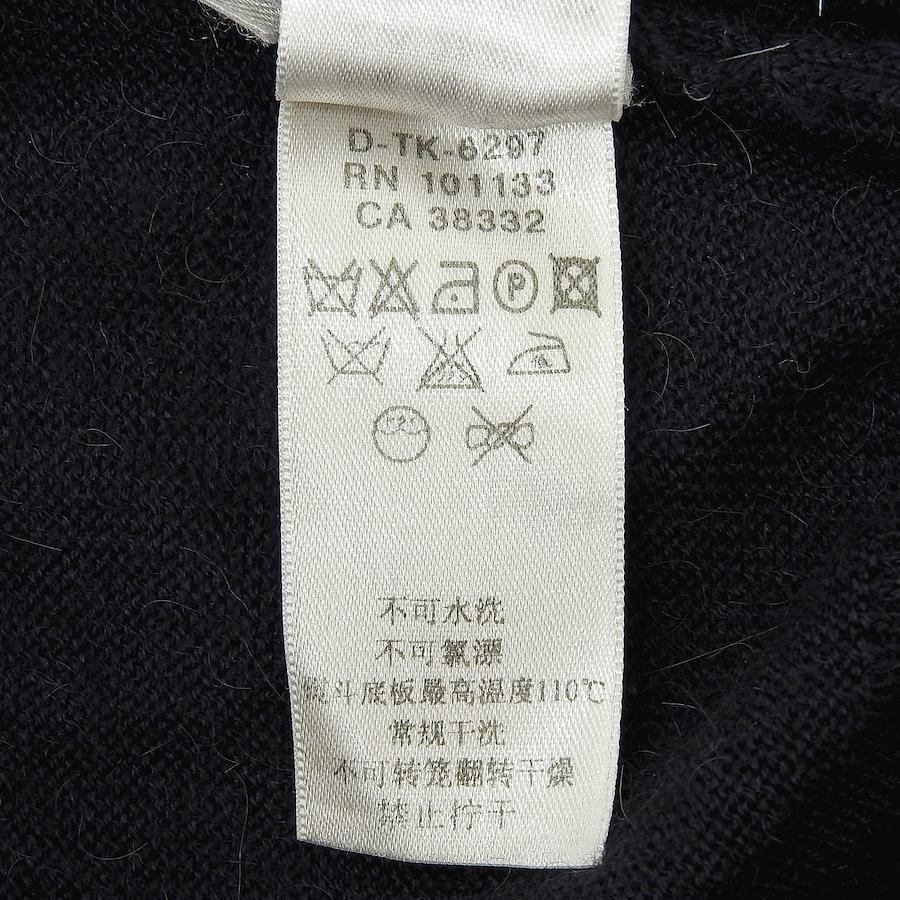 D-TK-6297
RN 101133
CA 38332
P
不可水洗
不可氯漂
熨斗底板最高温度110℃
常规干洗
不可转笼翻转干燥
禁止拧干